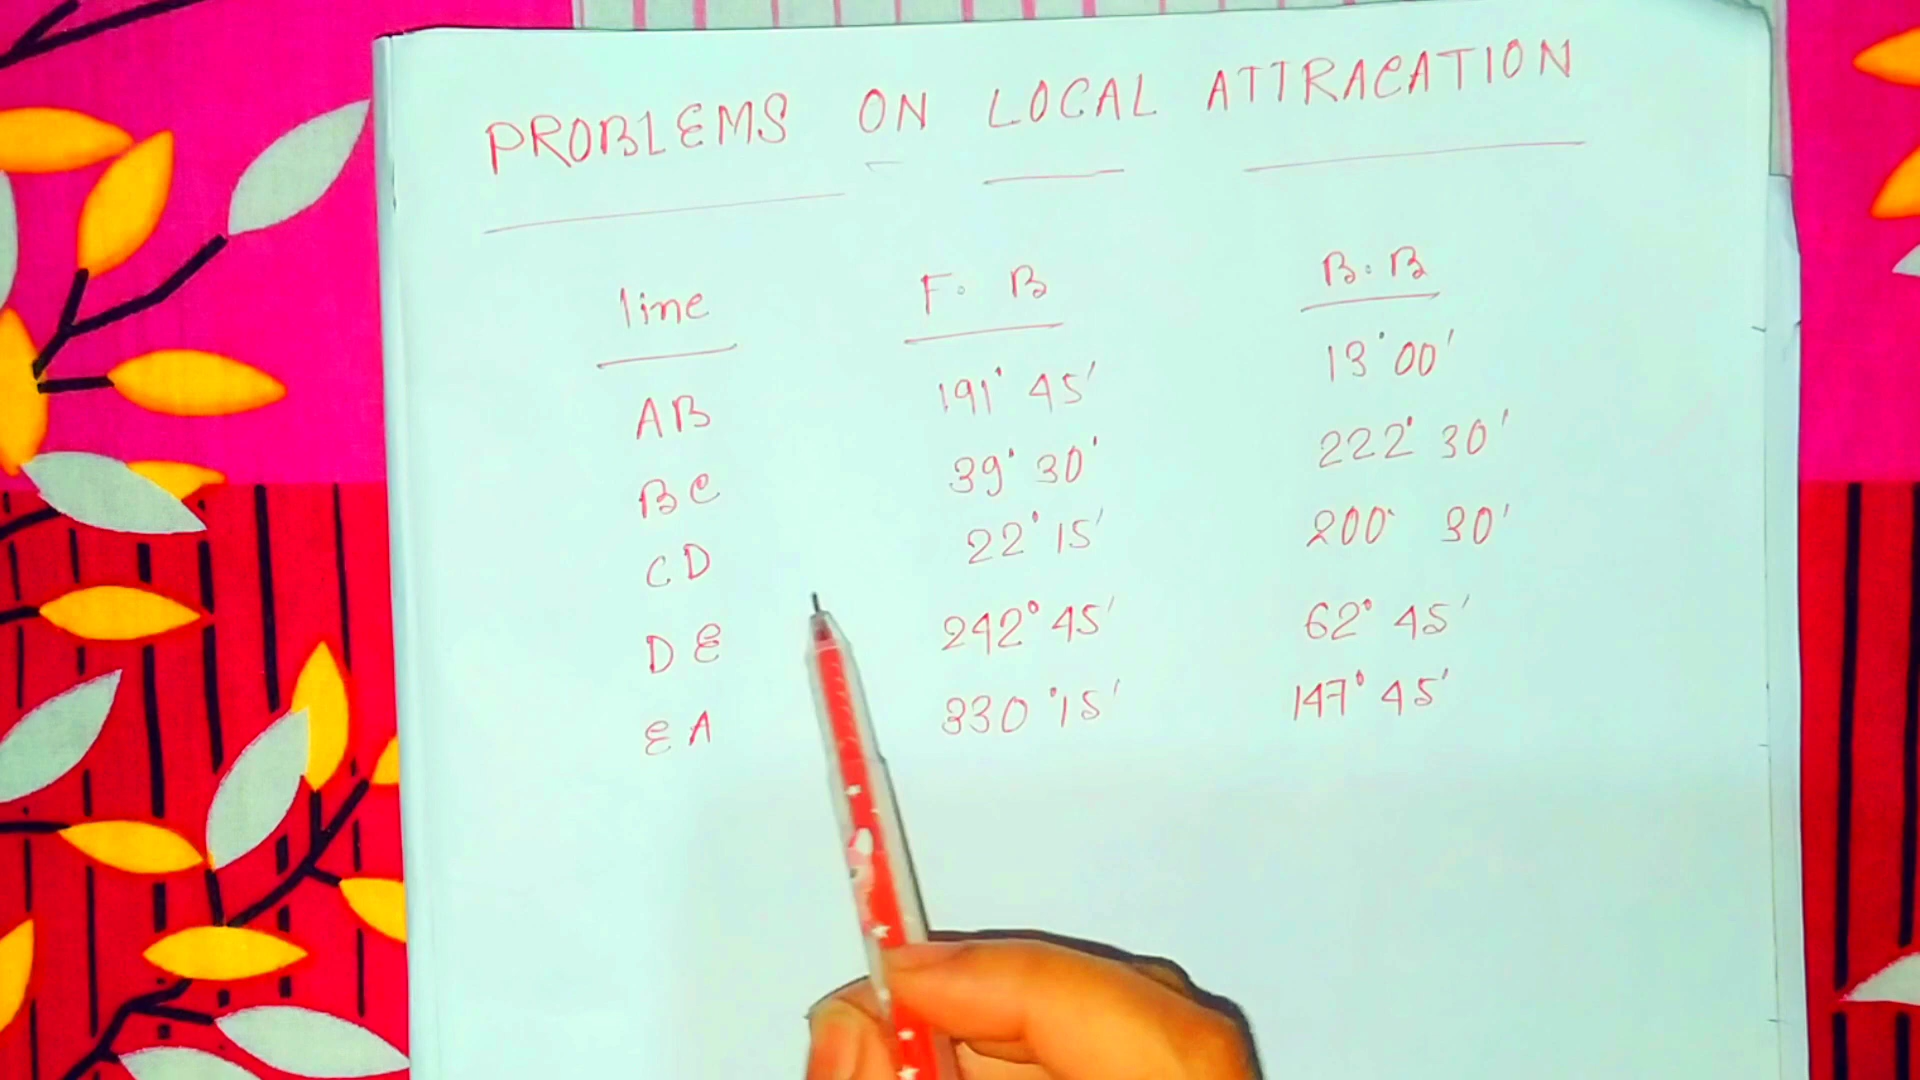 PROBLEMS ON LOCAL ATTRACATION
line F. B B.B
AB 191° 45' 13° 00'
BC 39° 30' 222° 30'
CD 22° 15' 200° 30'
DE 242° 45' 62° 45'
EA 330° 15' 147° 45'